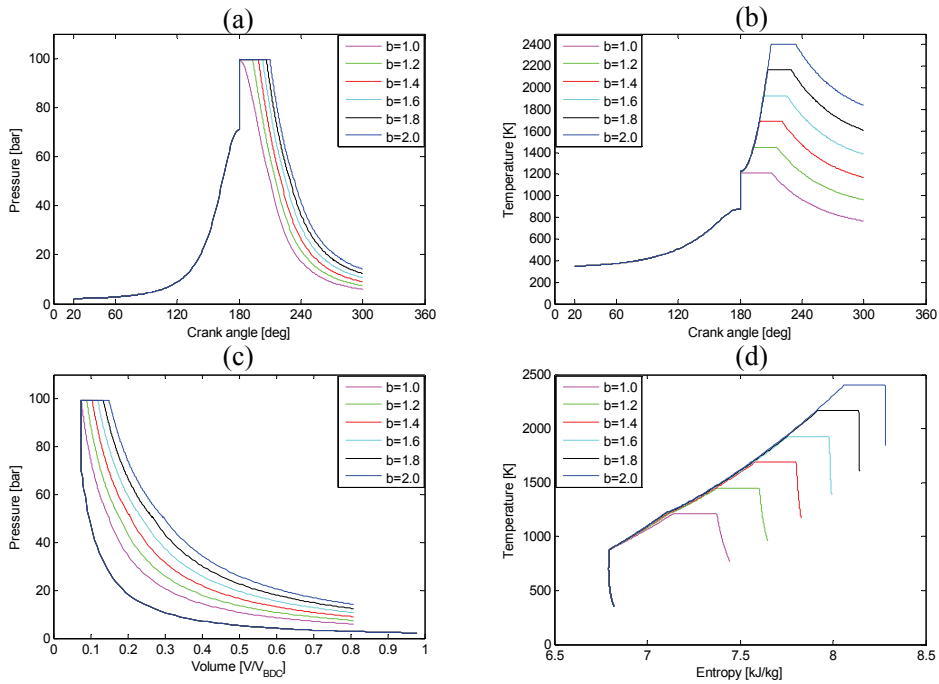 (a)
Pressure [bar]
100
80
60
40
20
0
0 20 60 120 180 240 300 360
Crank angle [deg]
b=1.0
b=1.2
b=1.4
b=1.6
b=1.8
b=2.0
(b)
Temperature [K]
2400
2200
2000
1800
1600
1400
1200
1000
800
600
400
200
0
0 20 60 120 180 240 300 360
Crank angle [deg]
b=1.0
b=1.2
b=1.4
b=1.6
b=1.8
b=2.0
(c)
Pressure [bar]
100
80
60
40
20
0
0 0.1 0.2 0.3 0.4 0.5 0.6 0.7 0.8 0.9 1
Volume [V/VBDC]
b=1.0
b=1.2
b=1.4
b=1.6
b=1.8
b=2.0
(d)
Temperature [K]
2500
2000
1500
1000
500
0
6.5 7 7.5 8 8.5
Entropy [kJ/kg]
b=1.0
b=1.2
b=1.4
b=1.6
b=1.8
b=2.0